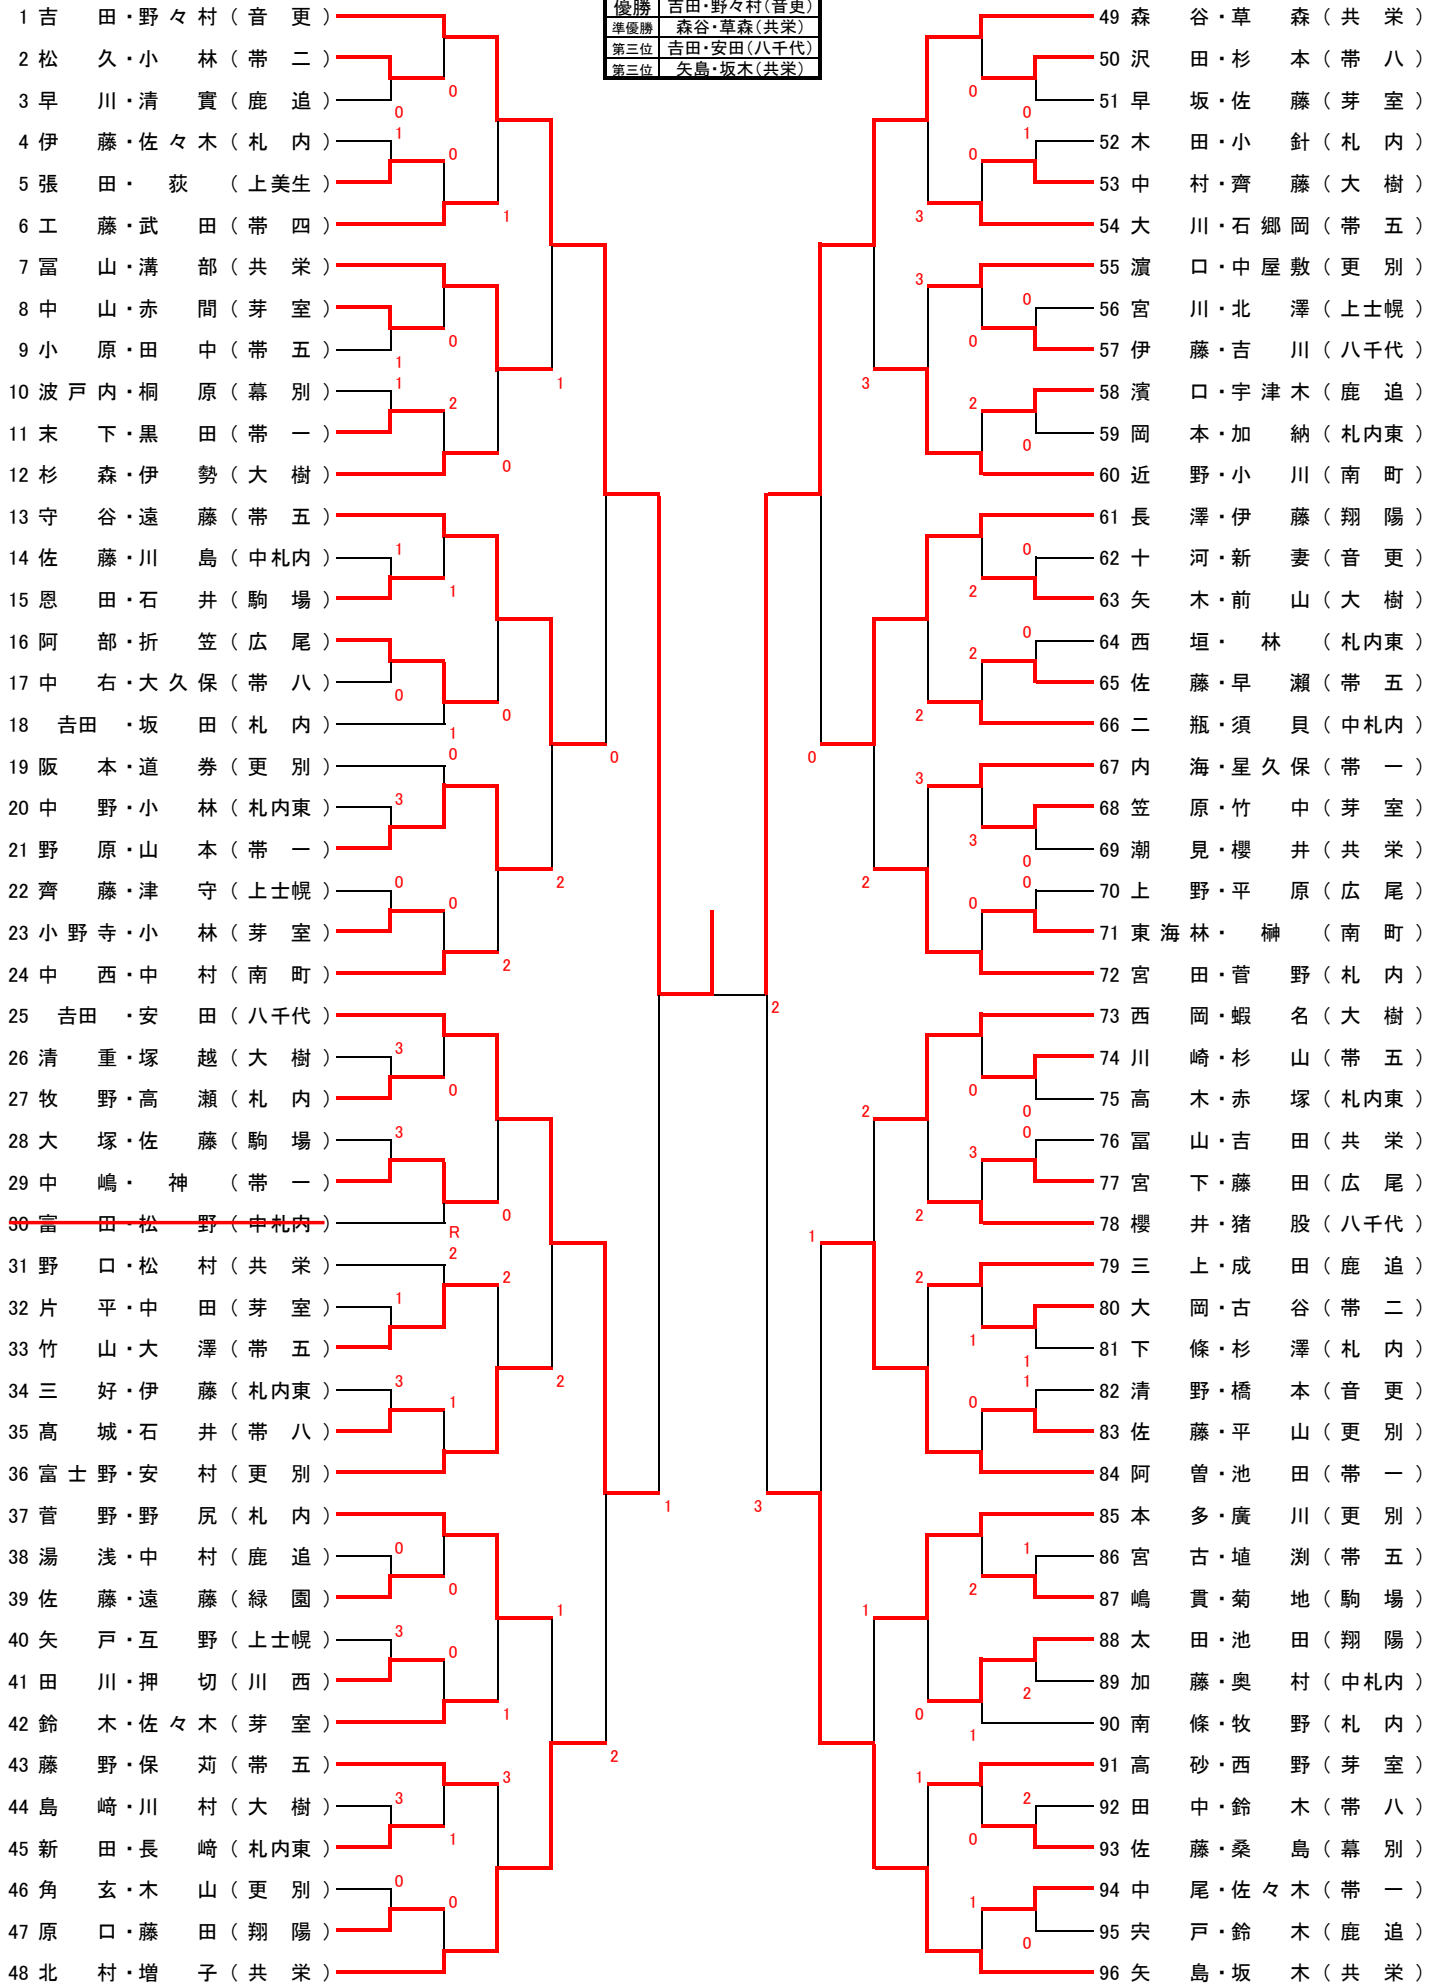 優勝 吉田・野々村(音更)
準優勝 森谷・草森(共栄)
第三位 𠮷田・安田(八千代)
第三位 矢島・坂木(共栄)
1 吉田・野々村(音更)
2 松久・小林(帯二)
3 早川・清實(鹿追)
4 伊藤・佐々木(札内)
5 張田・荻(上美生)
6 工藤・武田(帯四)
7 冨山・溝部(共栄)
8 中山・赤間(芽室)
9 小原・田中(帯五)
10 波戸内・桐原(幕別)
11 末下・黒田(帯一)
12 杉森・伊勢(大樹)
13 守谷・遠藤(帯五)
14 佐藤・川島(中札内)
15 恩田・石井(駒場)
16 阿部・折笠(広尾)
17 中右・大久保(帯八)
18 𠮷田・坂田(札内)
19 阪本・道券(更別)
20 中野・小林(札内東)
21 野原・山本(帯一)
22 齊藤・津守(上士幌)
23 小野寺・小林(芽室)
24 中西・中村(南町)
25 𠮷田・安田(八千代)
26 清重・塚越(大樹)
27 牧野・高瀬(札内)
28 大塚・佐藤(駒場)
29 中嶋・神(帯一)
30 富田・松野(中札内)
31 野口・松村(共栄)
32 片平・中田(芽室)
33 竹山・大澤(帯五)
34 三好・伊藤(札内東)
35 髙城・石井(帯八)
36 富士野・安村(更別)
37 菅野・野尻(札内)
38 湯浅・中村(鹿追)
39 佐藤・遠藤(緑園)
40 矢戸・互野(上士幌)
41 田川・押切(川西)
42 鈴木・佐々木(芽室)
43 藤野・保苅(帯五)
44 島﨑・川村(大樹)
45 新田・長﨑(札内東)
46 角玄・木山(更別)
47 原口・藤田(翔陽)
48 北村・増子(共栄)
49 森谷・草森(共栄)
50 沢田・杉本(帯八)
51 早坂・佐藤(芽室)
52 木田・小針(札内)
53 中村・齊藤(大樹)
54 大川・石郷岡(帯五)
55 濵口・中屋敷(更別)
56 宮川・北澤(上士幌)
57 伊藤・吉川(八千代)
58 濱口・宇津木(鹿追)
59 岡本・加納(札内東)
60 近野・小川(南町)
61 長澤・伊藤(翔陽)
62 十河・新妻(音更)
63 矢木・前山(大樹)
64 西垣・林(札内東)
65 佐藤・早瀬(帯五)
66 二瓶・須貝(中札内)
67 内海・星久保(帯一)
68 笠原・竹中(芽室)
69 潮見・櫻井(共栄)
70 上野・平原(広尾)
71 東海林・榊(南町)
72 宮田・菅野(札内)
73 西岡・蝦名(大樹)
74 川崎・杉山(帯五)
75 高木・赤塚(札内東)
76 冨山・吉田(共栄)
77 宮下・藤田(広尾)
78 櫻井・猪股(八千代)
79 三上・成田(鹿追)
80 大岡・古谷(帯二)
81 下條・杉澤(札内)
82 清野・橋本(音更)
83 佐藤・平山(更別)
84 阿曽・池田(帯一)
85 本多・廣川(更別)
86 宮古・埴渕(帯五)
87 嶋貫・菊地(駒場)
88 太田・池田(翔陽)
89 加藤・奥村(中札内)
90 南條・牧野(札内)
91 高砂・西野(芽室)
92 田中・鈴木(帯八)
93 佐藤・桑島(幕別)
94 中尾・佐々木(帯一)
95 宍戸・鈴木(鹿追)
96 矢島・坂木(共栄)